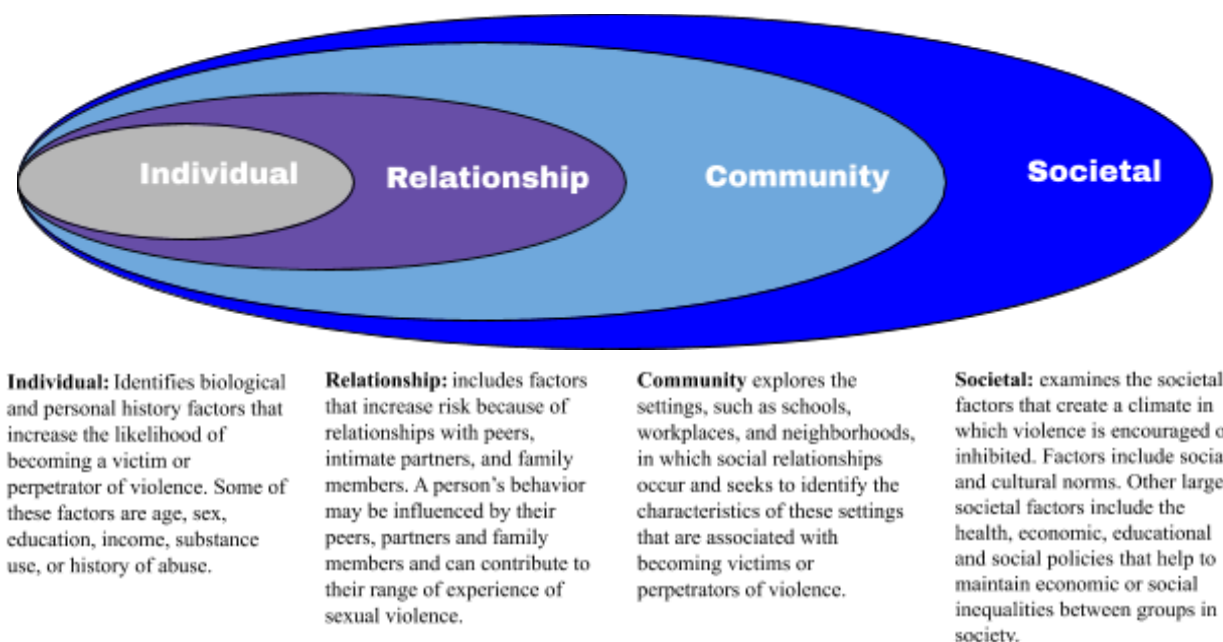 Individual
Relationship
Community
Societal
Individual: Identifies biological
and personal history factors that
increase the likelihood of
becoming a victim or
perpetrator of violence. Some of
these factors are age, sex,
education, income, substance
use, or history of abuse.
Relationship: includes factors
that increase risk because of
relationships with peers,
intimate partners, and family
members. A person's behavior
may be influenced by their
peers, partners and family
members and can contribute to
their range of experience of
sexual violence.
Community explores the
settings, such as schools,
workplaces, and neighborhoods,
in which social relationships
occur and seeks to identify the
characteristics of these settings
that are associated with
becoming victims or
perpetrators of violence.
Societal: examines the societal
factors that create a climate in
which violence is encouraged o
inhibited. Factors include socia
and cultural norms. Other large
societal factors include the
health, economic, educational
and social policies that help to
maintain economic or social
inequalities between groups in
society.